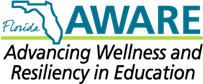 Florida AWARE
Advancing Wellness and
Resiliency in Education